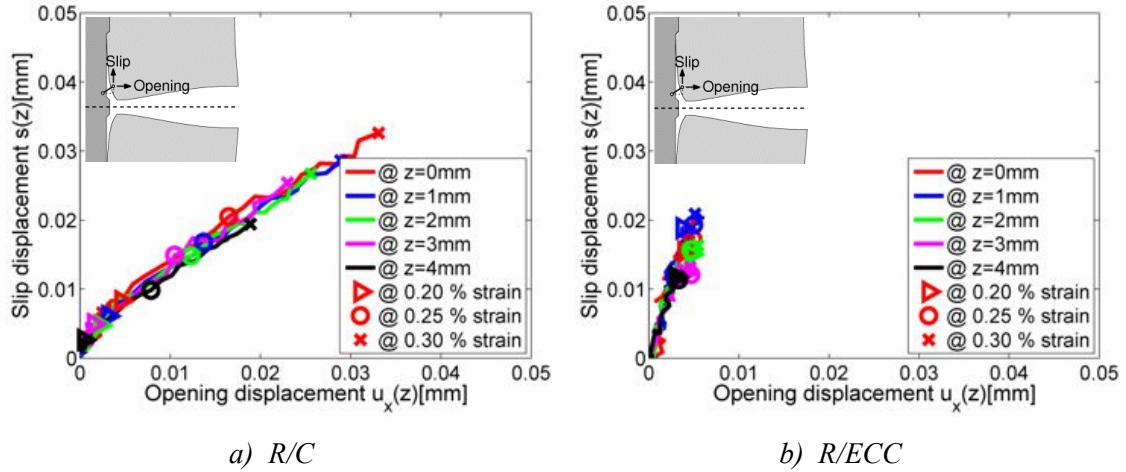 0.05
0.04
0.03
0.02
0.01
0
Slip displacement s(z)[mm]
Slip
Opening
@ z=0mm
@ z=1mm
@ z=2mm
@ z=3mm
@ z=4mm
@ 0.20 % strain
@ 0.25 % strain
@ 0.30 % strain
0 0.01 0.02 0.03 0.04 0.05
Opening displacement u_x(z)[mm]
a) R/C
0.05
0.04
0.03
0.02
0.01
0
Slip displacement s(z)[mm]
Slip
Opening
@ z=0mm
@ z=1mm
@ z=2mm
@ z=3mm
@ z=4mm
@ 0.20 % strain
@ 0.25 % strain
@ 0.30 % strain
0 0.01 0.02 0.03 0.04 0.05
Opening displacement u_x(z)[mm]
b) R/ECC